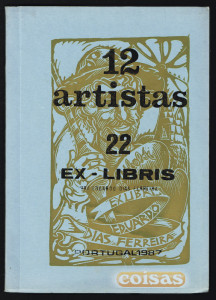 12
artistas
22
EX-LIBRIS
EX LIBRIS
EDUARDO
DIAS FERREIRA
PORTUGAL 1987
coisas